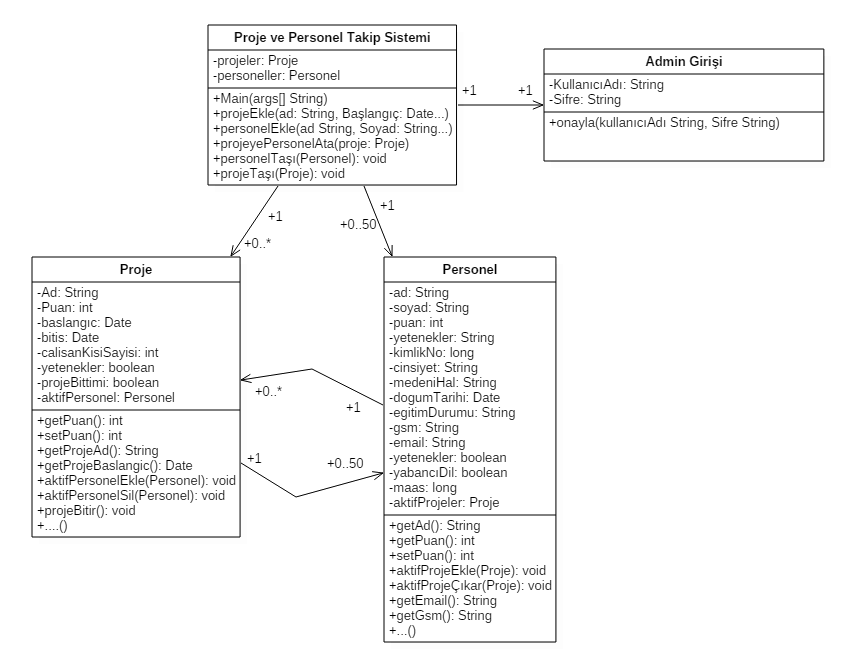 Proje ve Personel Takip Sistemi
-projeler: Proje
-personeller: Personel
+Main(args[] String)
+projeEkle(ad: String, Başlangıç: Date...)
+personelEkle(ad String, Soyad: String...)
+projeyePersonelAta(proje: Proje)
+personelTaşı(Personel): void
+projeTaşı(Proje): void
+1
+1
Admin Girişi
-KullanıcıAdı: String
-Sifre: String
+onayla(kullanıcıAdı String, Sifre String)
+1
+0..*
+1
+0..50
Proje
-Ad: String
-Puan: int
-baslangıc: Date
-bitis: Date
-calisanKisiSayisi: int
-yetenekler: boolean
-projeBittimi: boolean
-aktifPersonel: Personel
+getPuan(): int
+setPuan(): int
+getProjeAd(): String
+getProjeBaslangic(): Date
+aktifPersonelEkle(Personel): void
+aktifPersonelSil(Personel): void
+projeBitir(): void
+....()
+0..*
+1
+1
+0..50
Personel
-ad: String
-soyad: String
-puan: int
-yetenekler: String
-kimlikNo: long
-cinsiyet: String
-medeniHal: String
-dogumTarihi: Date
-egitimDurumu: String
-gsm: String
-email: String
-yetenekler: boolean
-yabancıDil: boolean
-maas: long
-aktifProjeler: Proje
+getAd(): String
+getPuan(): int
+setPuan(): int
+aktifProjeEkle(Proje): void
+aktifProjeÇıkar(Proje): void
+getEmail(): String
+getGsm(): String
+...()